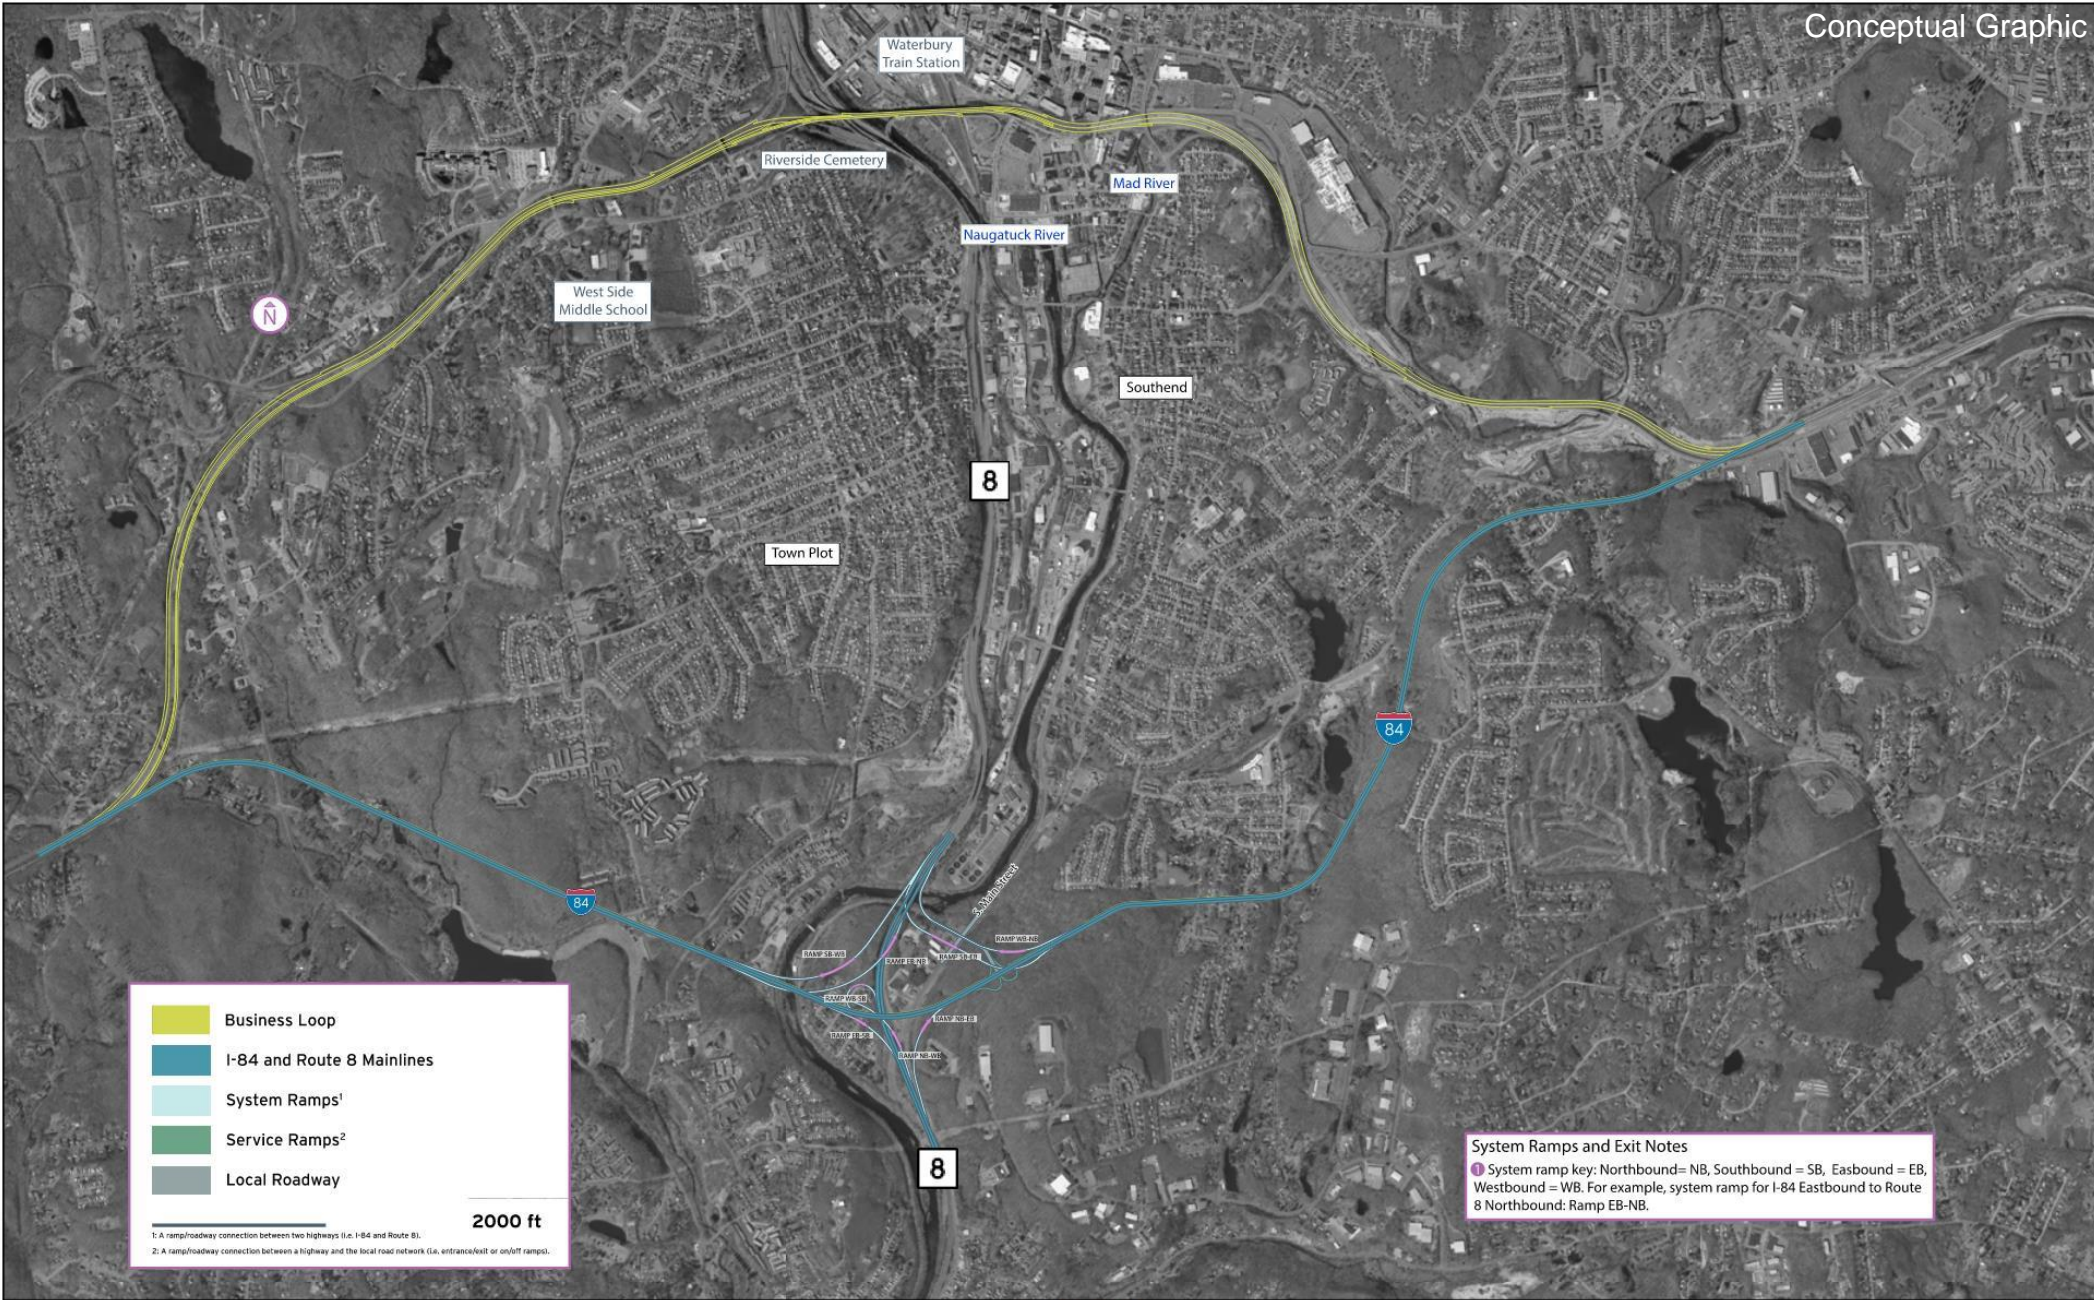 Conceptual Graphic
Waterbury
Train Station
Riverside Cemetery
Mad River
Naugatuck River
West Side
Middle School
N
Southend
8
Town Plot
84
84
S. Main Street
RAMP WB-NB
RAMP SB-WB
RAMP EB-NB
RAMP SB-EB
RAMP WB-SB
RAMP NB-EB
RAMP EB-SB
RAMP NB-WB
8
Business Loop
I-84 and Route 8 Mainlines
System Ramps¹
Service Ramps²
Local Roadway
2000 ft
1: A ramp/roadway connection between two highways (i.e. I-84 and Route 8).
2: A ramp/roadway connection between a highway and the local road network (i.e. entrance/exit or on/off ramps).
System Ramps and Exit Notes
1 System ramp key: Northbound= NB, Southbound = SB, Easbound = EB,
Westbound = WB. For example, system ramp for I-84 Eastbound to Route
8 Northbound: Ramp EB-NB.